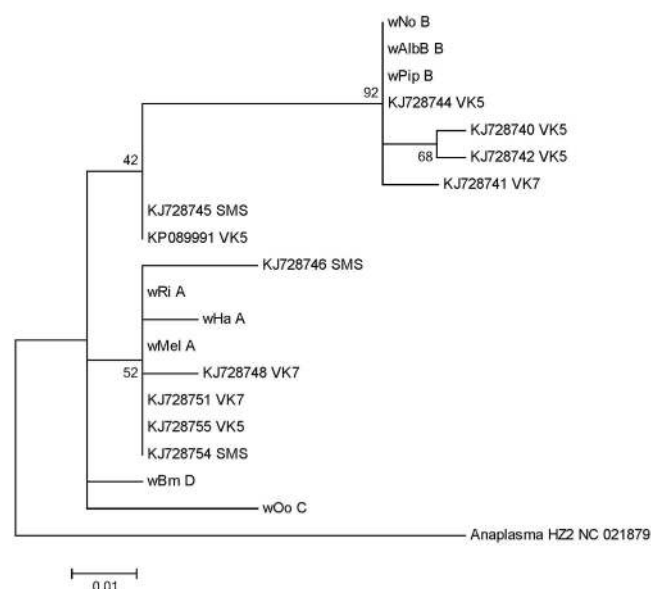 wNo B
wAlbB B
wPip B
92
KJ728744 VK5
KJ728740 VK5
68
KJ728742 VK5
KJ728741 VK7
42
KJ728745 SMS
KP089991 VK5
KJ728746 SMS
wRi A
wHa A
wMel A
52
KJ728748 VK7
KJ728751 VK7
KJ728755 VK5
KJ728754 SMS
wBm D
wOo C
Anaplasma HZ2 NC 021879
0.01